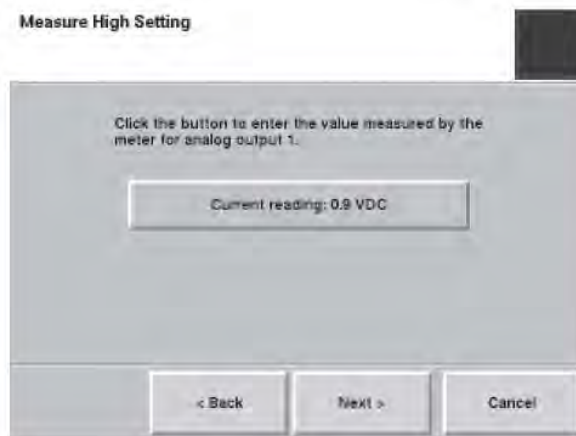 Measure High Setting
Click the button to enter the value measured by the
meter for analog output 1.
Current reading: 0.9 VDC
< Back
Next >
Cancel